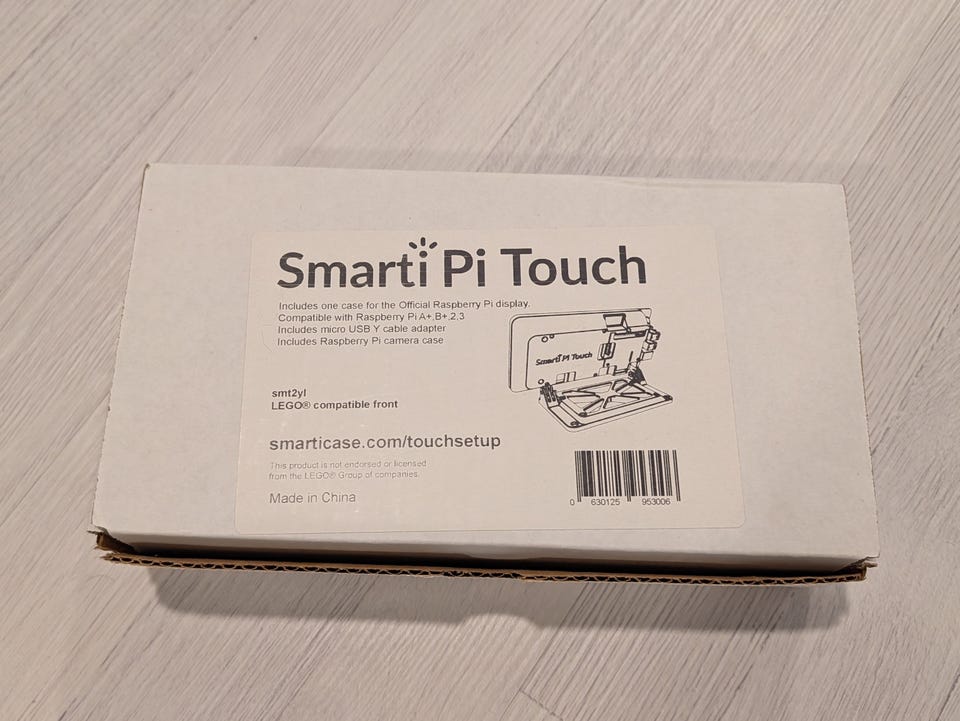 Smarti Pi Touch
Includes one case for the Official Raspberry Pi display.
Compatible with Raspberry Pi A+,B+,2,3
Includes micro USB Y cable adapter
Includes Raspberry Pi camera case
Smarti Pi Touch
smt2yl
LEGO® compatible front
smarticase.com/touchsetup
This product is not endorsed or licensed
from the LEGO® Group of companies.
Made in China
0 630125 953006